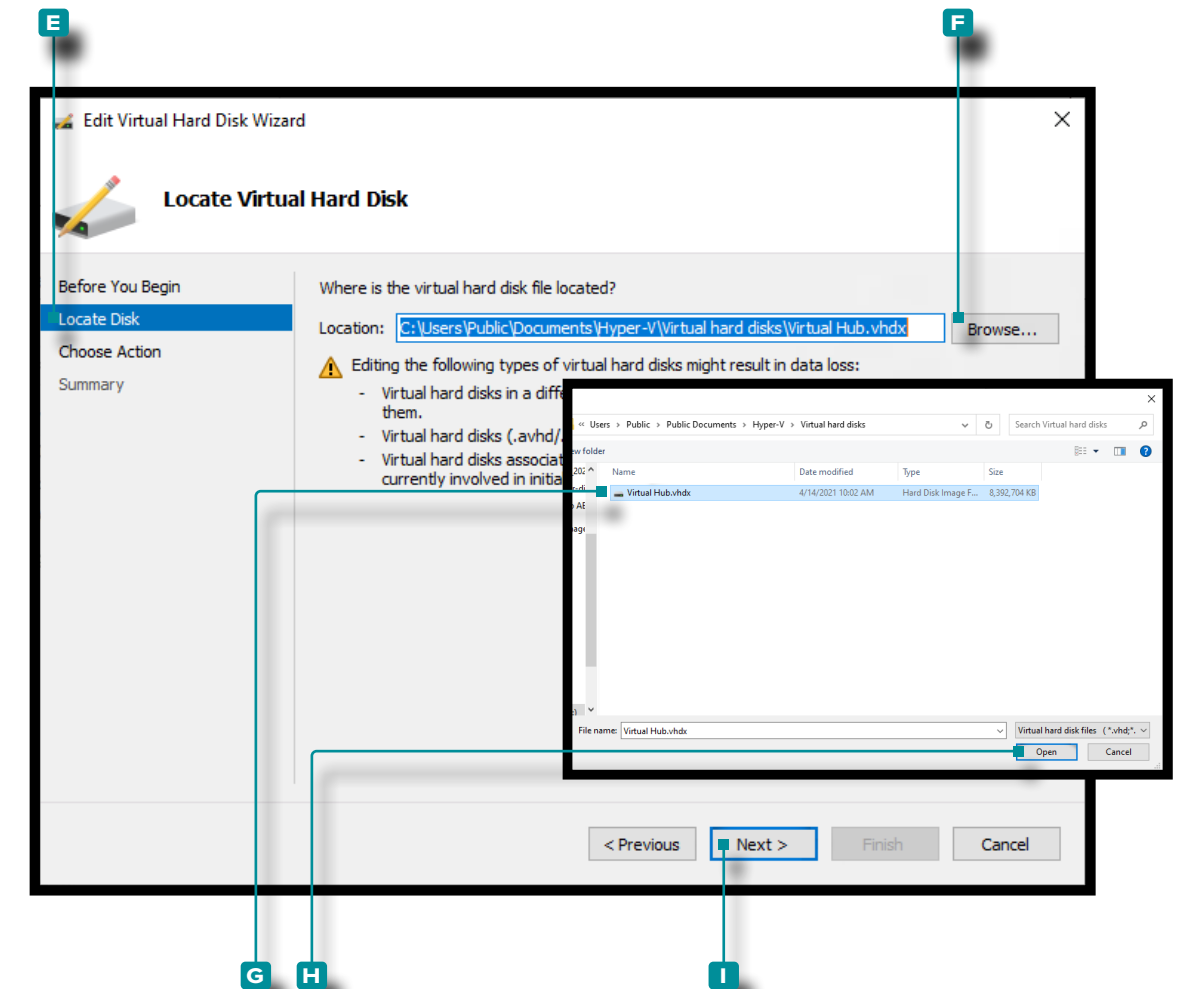 E
F
Edit Virtual Hard Disk Wizard
Locate Virtual Hard Disk
Before You Begin
Locate Disk
Choose Action
Summary
Where is the virtual hard disk file located?
Location: C:\Users\Public\Documents\Hyper-V\Virtual hard disks\Virtual Hub.vhdx Browse...
Editing the following types of virtual hard disks might result in data loss:
- Virtual hard disks in a diffe
them.
- Virtual hard disks (.avhd/.
- Virtual hard disks associat
currently involved in initia
« Users > Public > Public Documents > Hyper-V > Virtual hard disks
Search Virtual hard disks
ew folder
Name Date modified Type Size
Virtual Hub.vhdx 4/14/2021 10:02 AM Hard Disk Image F... 8,392,704 KB
202
r-di
o AE
age
File name: Virtual Hub.vhdx Virtual hard disk files (*.vhd;*.
Open Cancel
< Previous Next > Finish Cancel
G H I